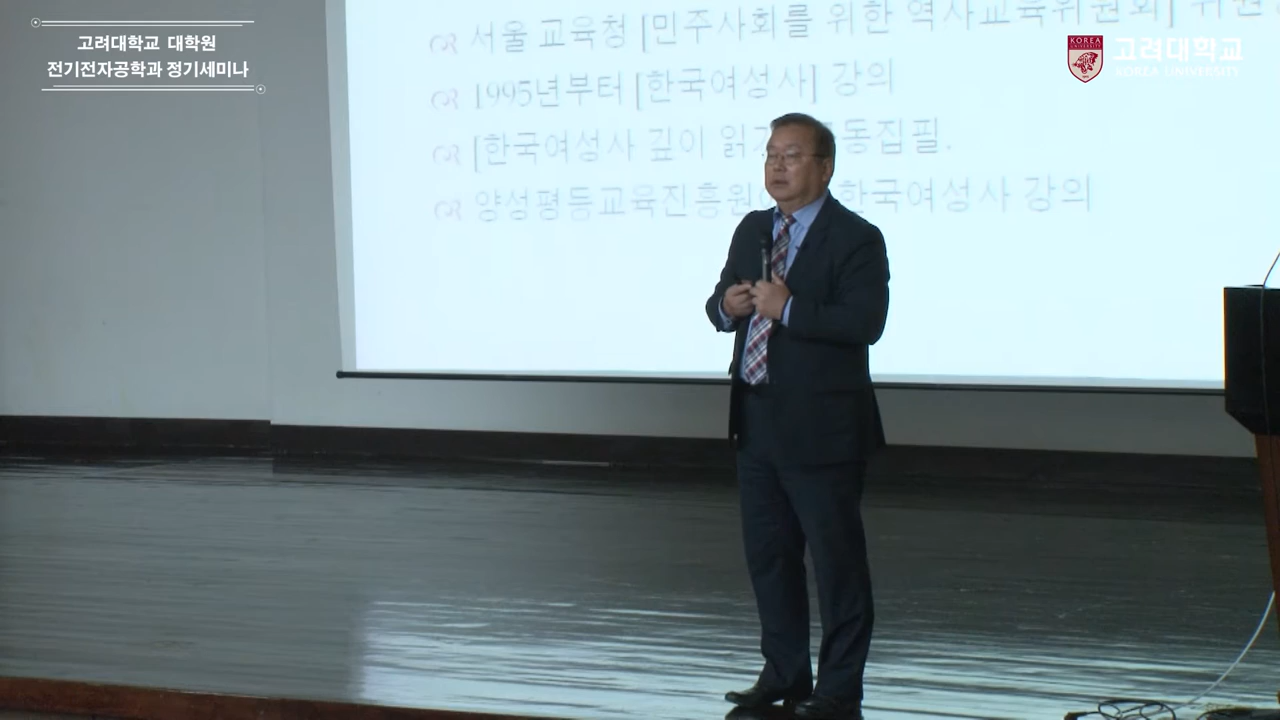 고려대학교 대학원
전기전자공학과 정기세미나
KOREA
고려대학교
KOREA UNIVERSITY
서울 교육청 [민주사회를 위한 역사교육위원회]
1995년부터 [한국여성사] 강의
[한국여성사 깊이 읽기 동집필.
양성평등교육진흥원 한국여성사 강의